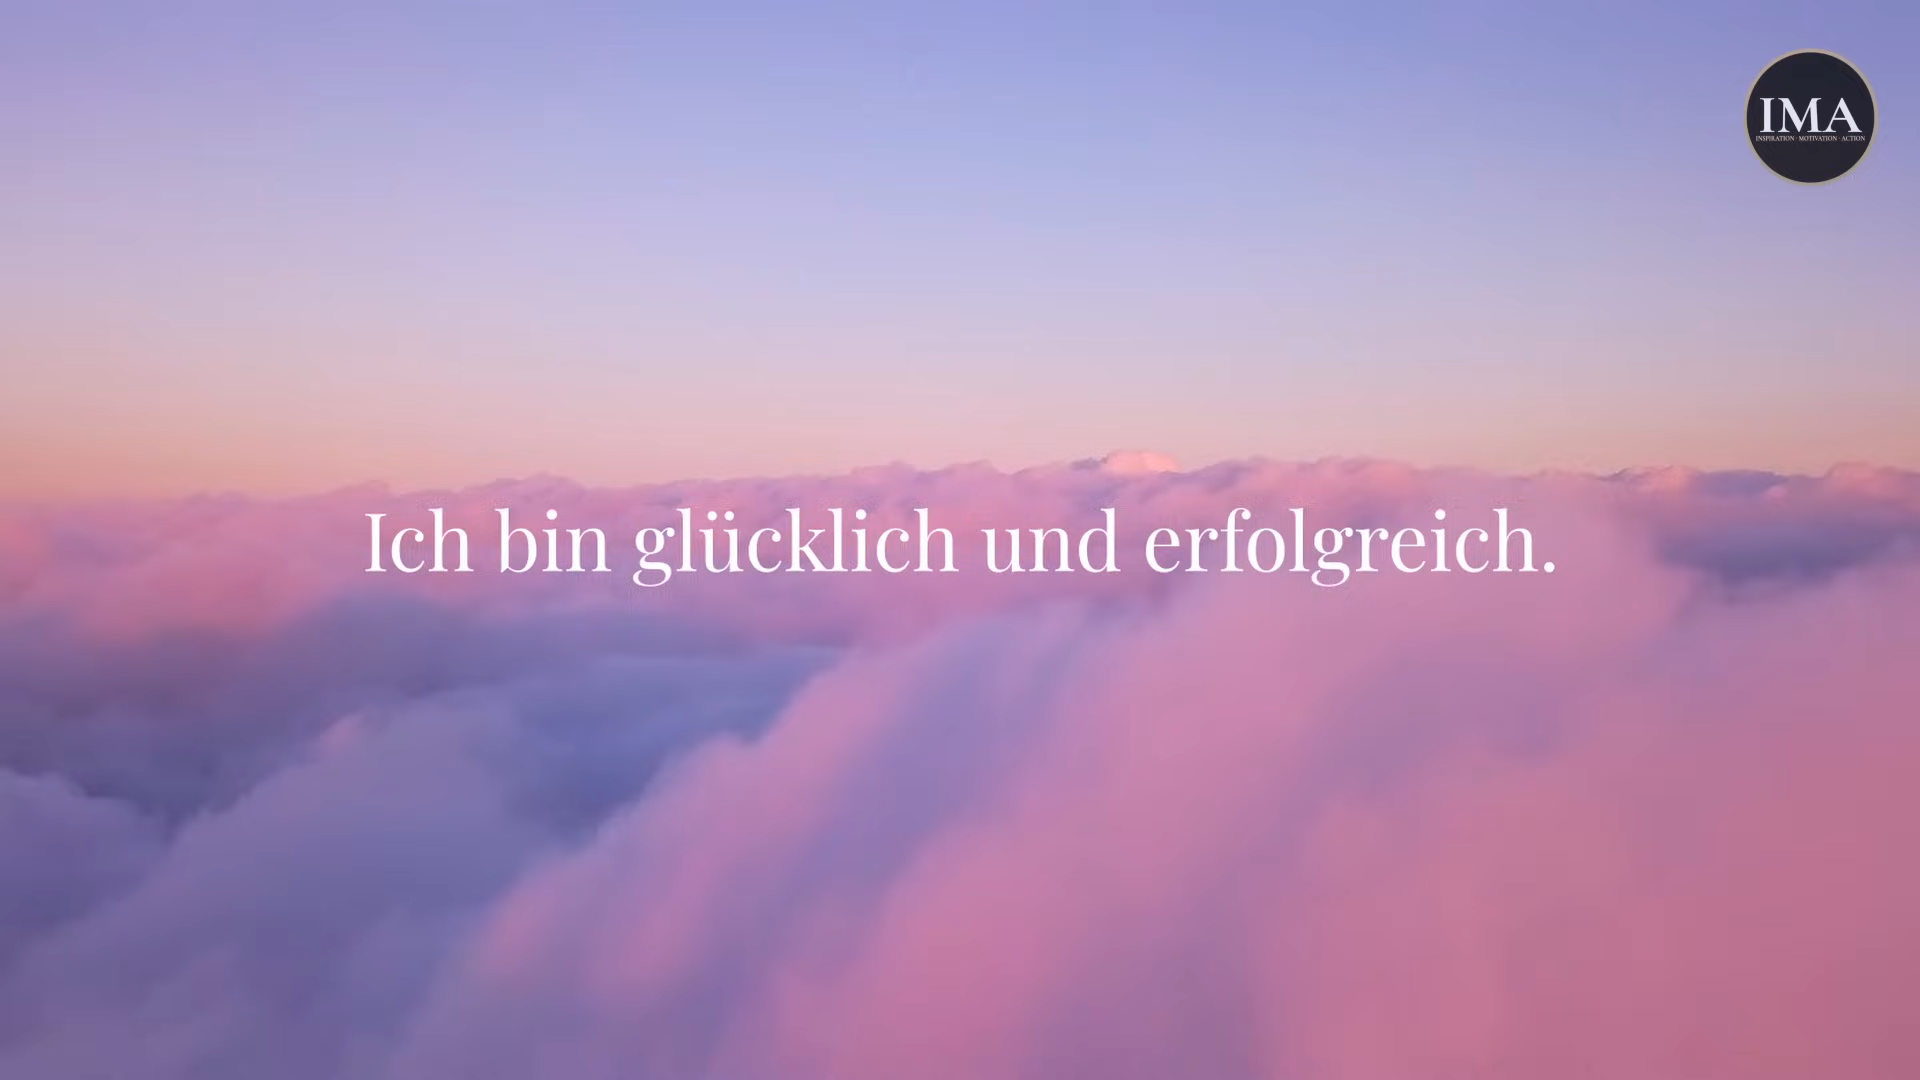 IMA
INSPIRATION · MOTIVATION · ACTION
Ich bin glücklich und erfolgreich.